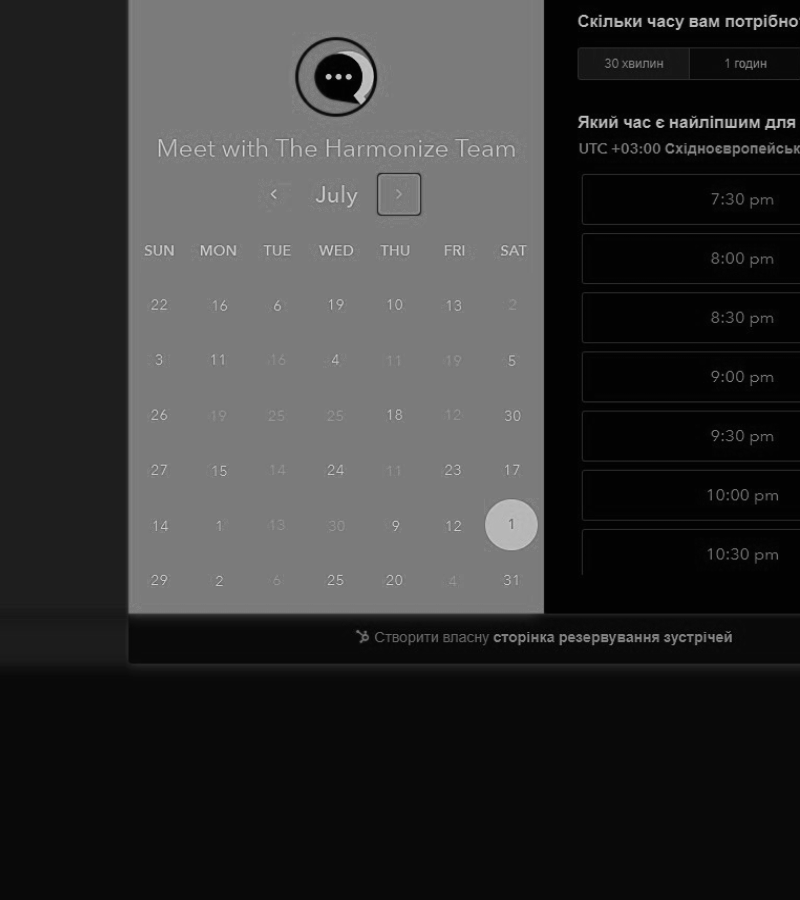 Meet with The Harmonize Team
July
SUN MON TUE WED THU FRI SAT
22 16 6 19 10 13 2
3 11 16 4 11 19 5
26 19 25 25 18 12 30
27 15 14 24 11 23 17
14 1 13 30 9 12 1
29 2 6 25 20 4 31
Скільки часу вам потрібно
30 хвилин 1 годин
Який час є найліпшим для
UTC +03:00 Східноєвропейськ
7:30 pm
8:00 pm
8:30 pm
9:00 pm
9:30 pm
10:00 pm
10:30 pm
Створити власну сторінка резервування зустрічей